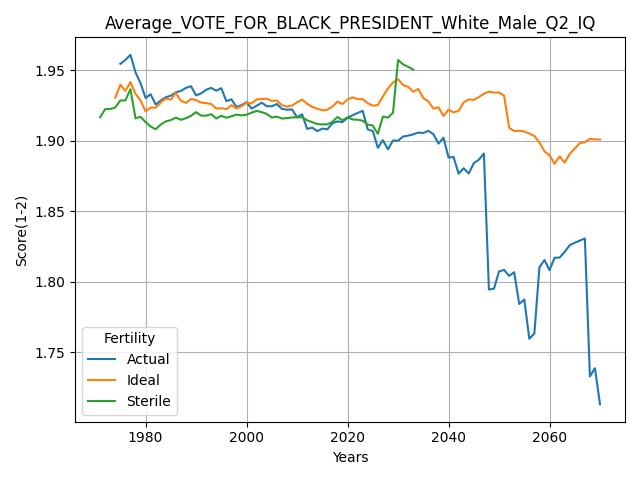 Average_VOTE_FOR_BLACK_PRESIDENT_White_Male_Q2_IQ
Score(1-2)
1.95
1.90
1.85
1.80
1.75
Fertility
Actual
Ideal
Sterile
1980 2000 2020 2040 2060
Years